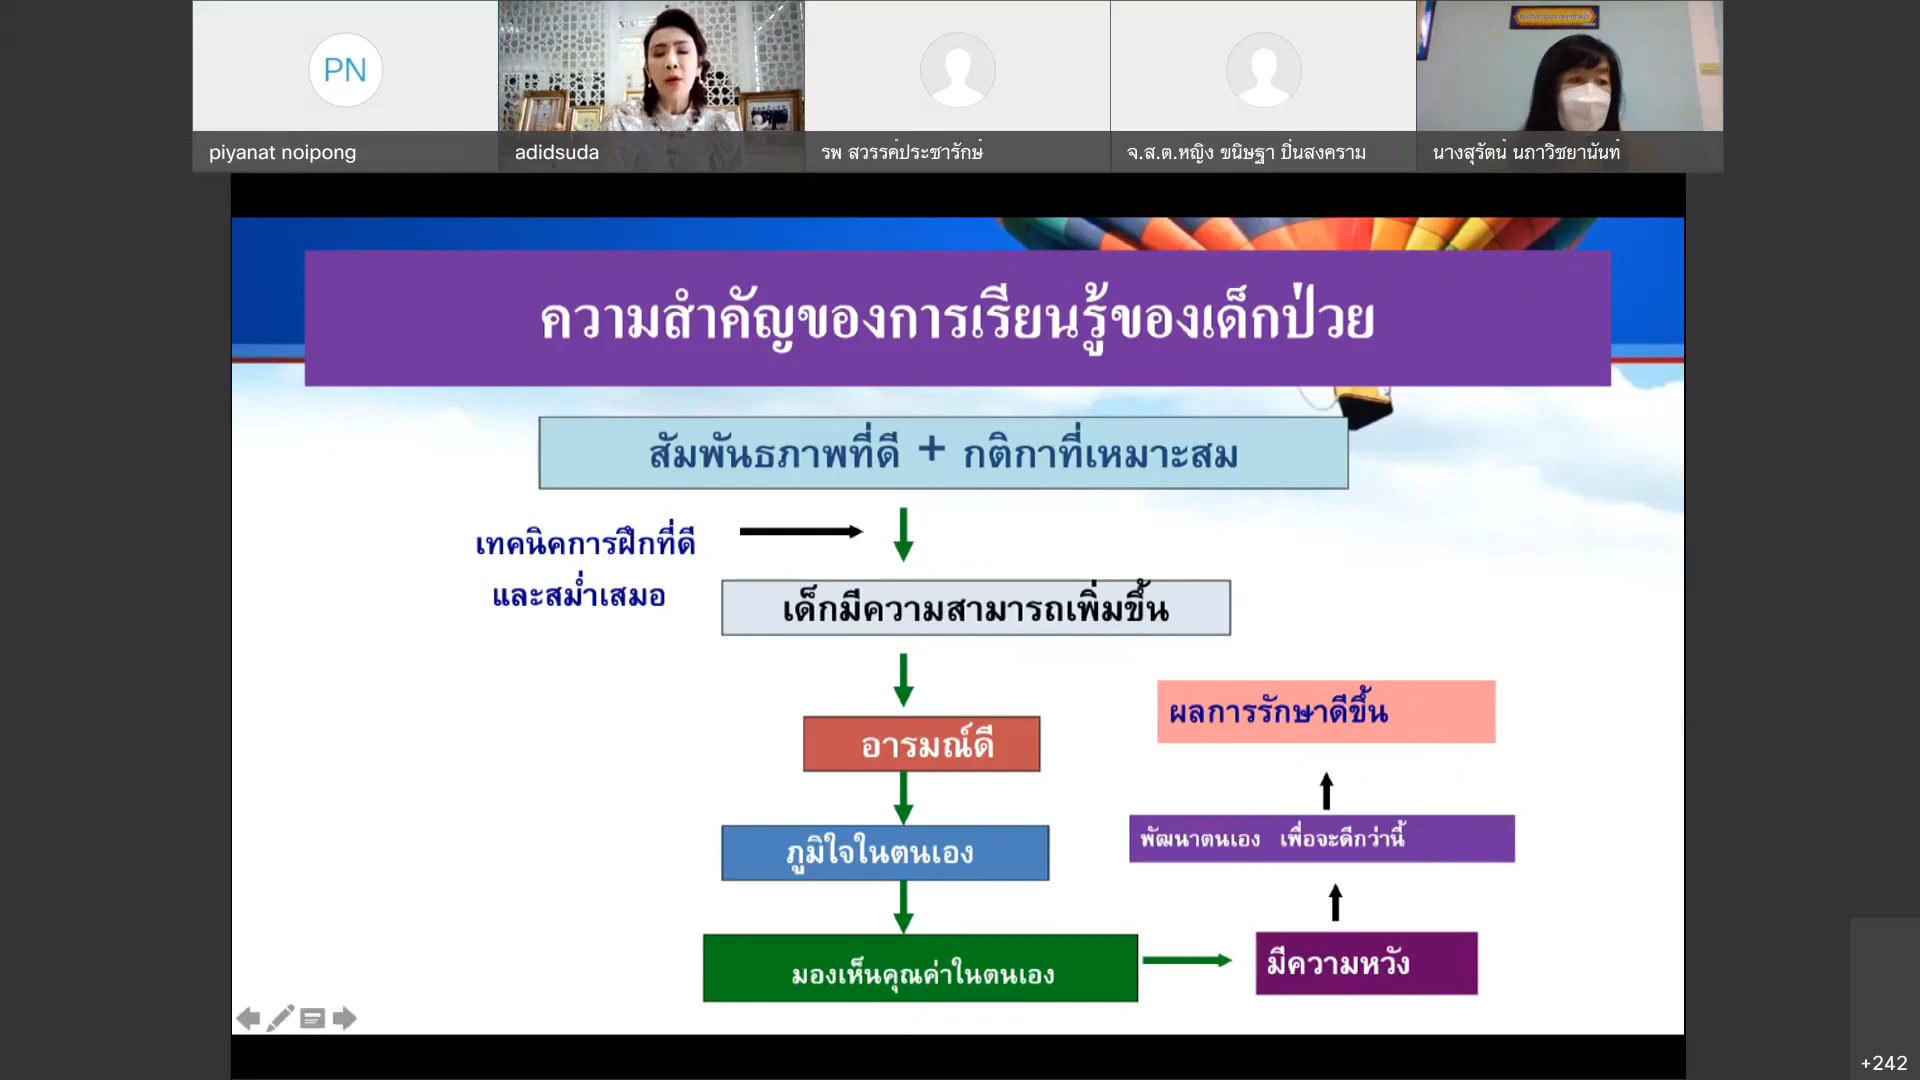 PN
piyanat noipong
adidsuda
รพ สวรรค์ประชารักษ์
จ.ส.ต.หญิง ขนิษฐา ปิ่นสงคราม
นางสุรัตน์ นภาวิชยานันท์
ความสำคัญของการเรียนรู้ของเด็กป่วย
สัมพันธภาพที่ดี + กติกาที่เหมาะสม
เทคนิคการฝึกที่ดี
และสม่ำเสมอ
เด็กมีความสามารถเพิ่มขึ้น
อารมณ์ดี
ภูมิใจในตนเอง
มองเห็นคุณค่าในตนเอง
มีความหวัง
พัฒนาตนเอง เพื่อจะดีกว่านี้
ผลการรักษาดีขึ้น
+242